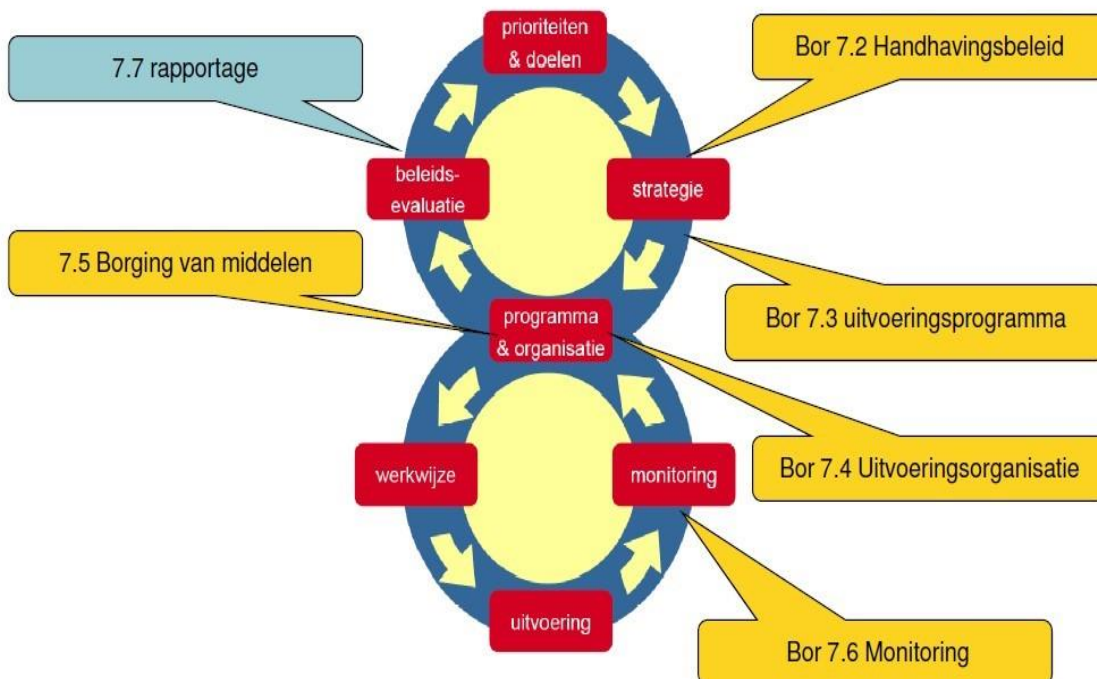 prioriteiten
& doelen
Bor 7.2 Handhavingsbeleid
7.7 rapportage
beleids-
evaluatie
strategie
7.5 Borging van middelen
programma
& organisatie
Bor 7.3 uitvoeringsprogramma
werkwijze
monitoring
Bor 7.4 Uitvoeringsorganisatie
uitvoering
Bor 7.6 Monitoring